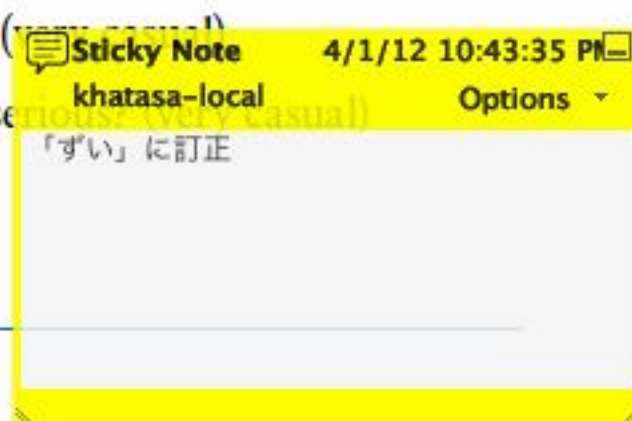 (very casual)
Sticky Note 4/1/12 10:43:35 PM
khatasa-local Options
serious? (very casual)
「ずい」に訂正